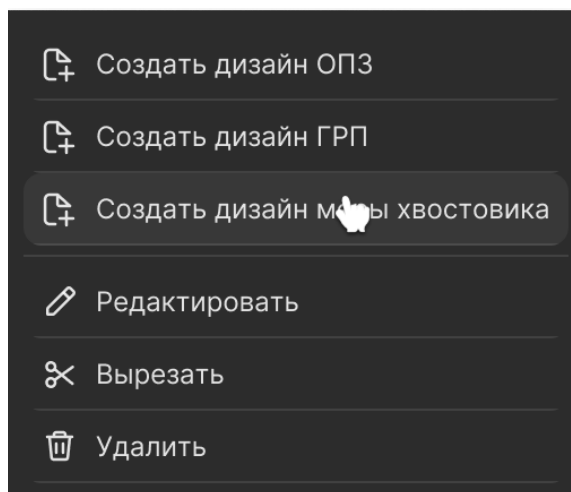 Создать дизайн ОПЗ
Создать дизайн ГРП
Создать дизайн хвостовика
Редактировать
Вырезать
Удалить